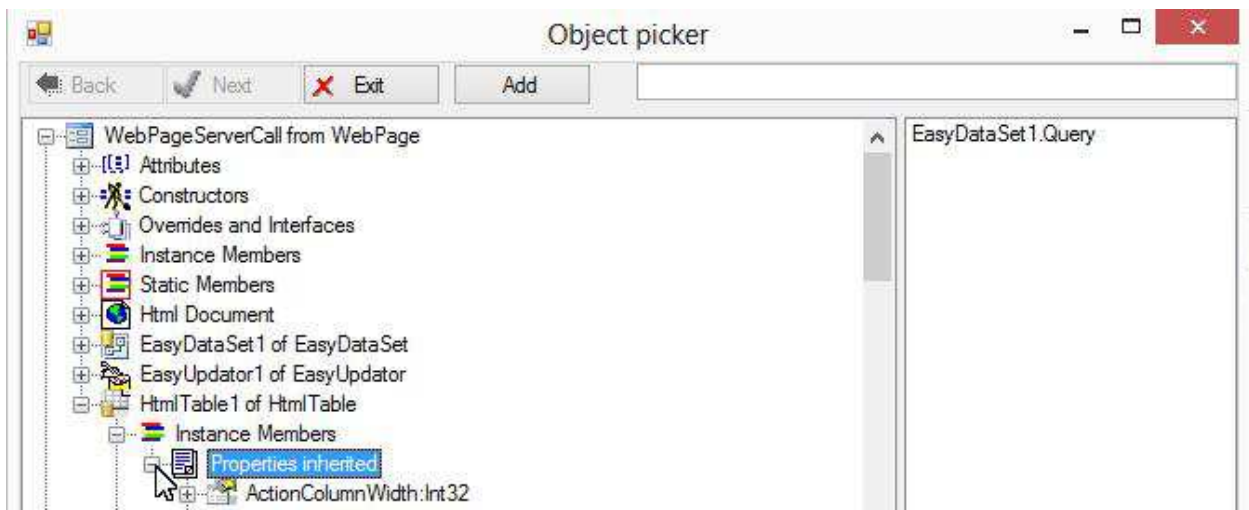 Object picker
Back Next Exit Add
WebPageServerCall from WebPage
EasyDataSet1.Query
Attributes
Constructors
Overrides and Interfaces
Instance Members
Static Members
Html Document
EasyDataSet1 of EasyDataSet
EasyUpdator1 of EasyUpdator
HtmlTable1 of HtmlTable
Instance Members
Properties inherited
ActionColumnWidth:Int32